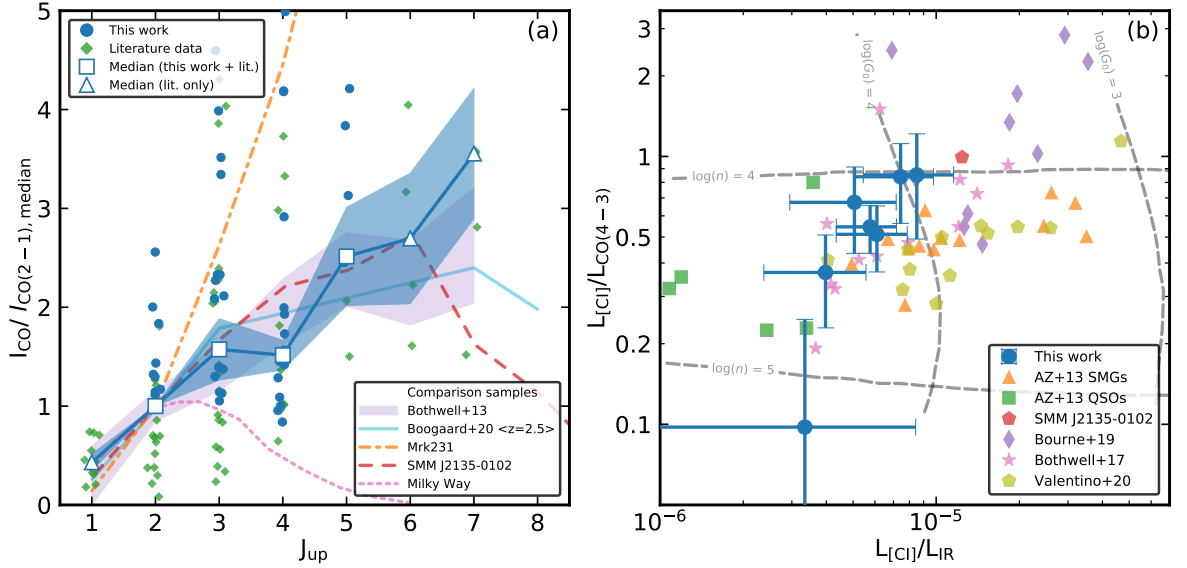 This work
Literature data
Median (this work + lit.)
Median (lit. only)
(a)
5
4
3
2
1
0
I_CO / I_CO(2−1), median
Comparison samples
Bothwell+13
Boogaard+20 <z=2.5>
Mrk231
SMM J2135-0102
Milky Way
1 2 3 4 5 6 7 8
J_up
(b)
log(G₀) = 4
log(G₀) = 3
log(n) = 4
log(n) = 5
3
2
1
0.5
0.2
0.1
L_[CI]/L_CO(4−3)
This work
AZ+13 SMGs
AZ+13 QSOs
SMM J2135-0102
Bourne+19
Bothwell+17
Valentino+20
10⁻⁶ 10⁻⁵
L_[CI]/L_IR